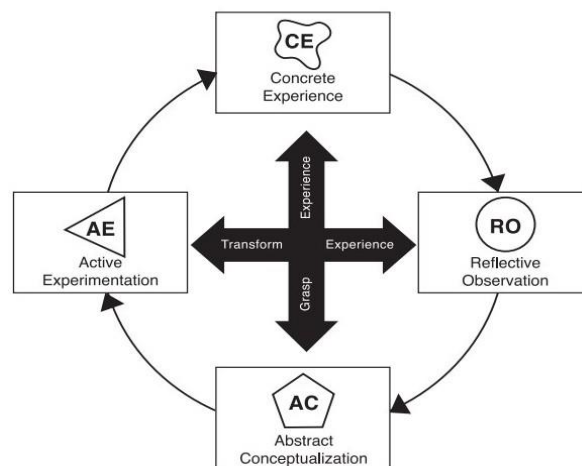 CE
Concrete
Experience
Experience
AE
Active
Experimentation
Transform
Experience
RO
Reflective
Observation
Grasp
AC
Abstract
Conceptualization